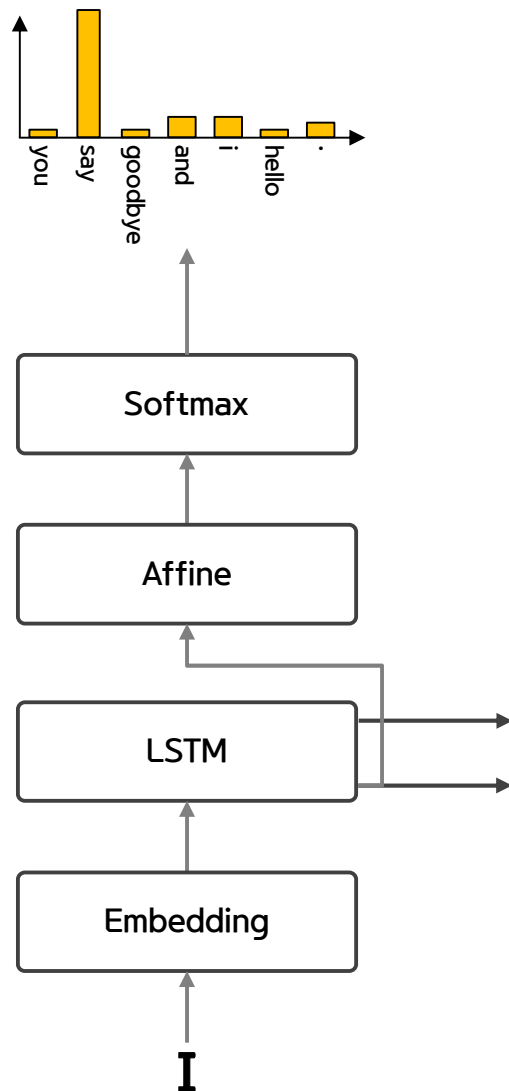 you
say
goodbye
and
i
hello
.
Softmax
Affine
LSTM
Embedding
I